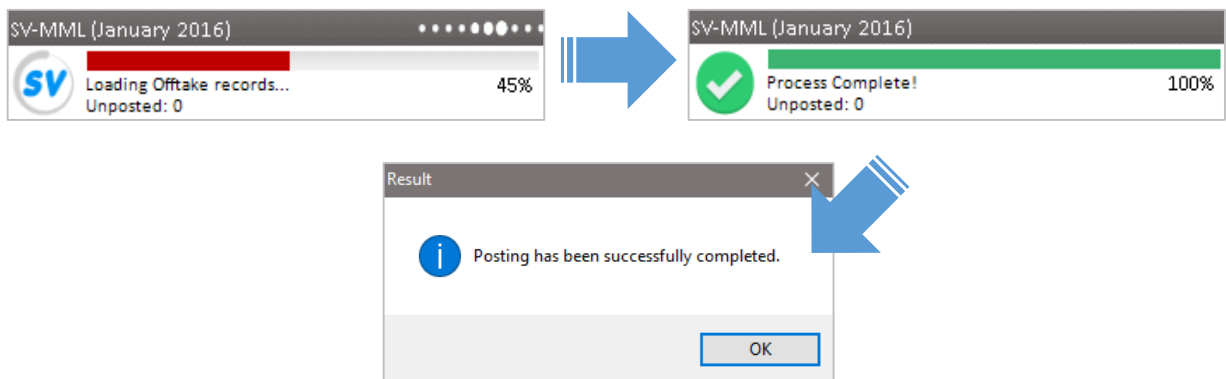 SV-MML (January 2016)
SV
Loading Offtake records...
45%
Unposted: 0
SV-MML (January 2016)
Process Complete!
100%
Unposted: 0
Result
Posting has been successfully completed.
OK